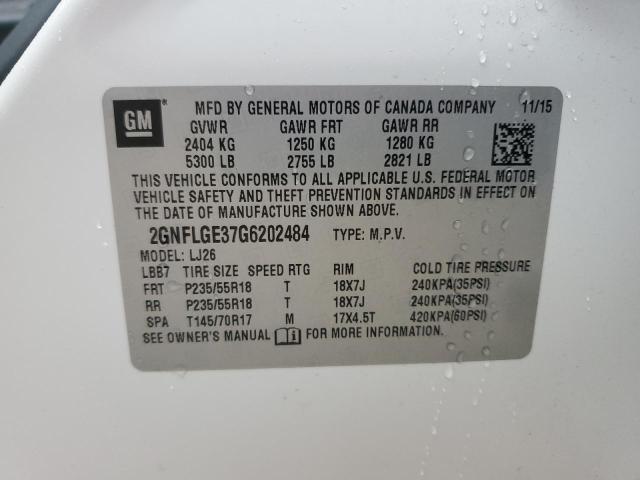 GM ® MFD BY GENERAL MOTORS OF CANADA COMPANY 11/15
GVWR GAWR FRT GAWR RR
2404 KG 1250 KG 1280 KG
5300 LB 2755 LB 2821 LB
THIS VEHICLE CONFORMS TO ALL APPLICABLE U.S. FEDERAL MOTOR
VEHICLE SAFETY AND THEFT PREVENTION STANDARDS IN EFFECT ON
THE DATE OF MANUFACTURE SHOWN ABOVE.
2GNFLGE37G6202484 TYPE: M.P.V.
MODEL: LJ26
LBB7 TIRE SIZE SPEED RTG RIM COLD TIRE PRESSURE
FRT P235/55R18 T 18X7J 240KPA(35PSI)
RR P235/55R18 T 18X7J 240KPA(35PSI)
SPA T145/70R17 M 17X4.5T 420KPA(60PSI)
SEE OWNER'S MANUAL i FOR MORE INFORMATION.